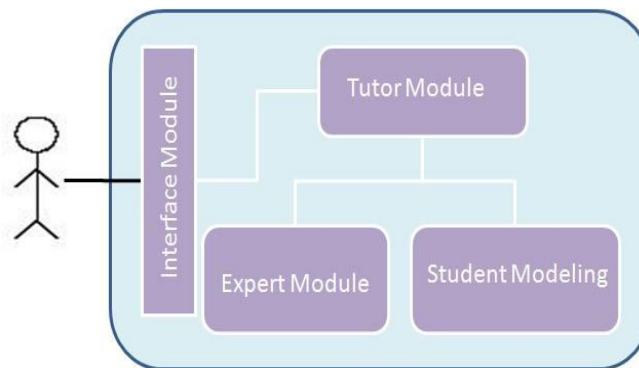 Interface Module
Tutor Module
Expert Module
Student Modeling